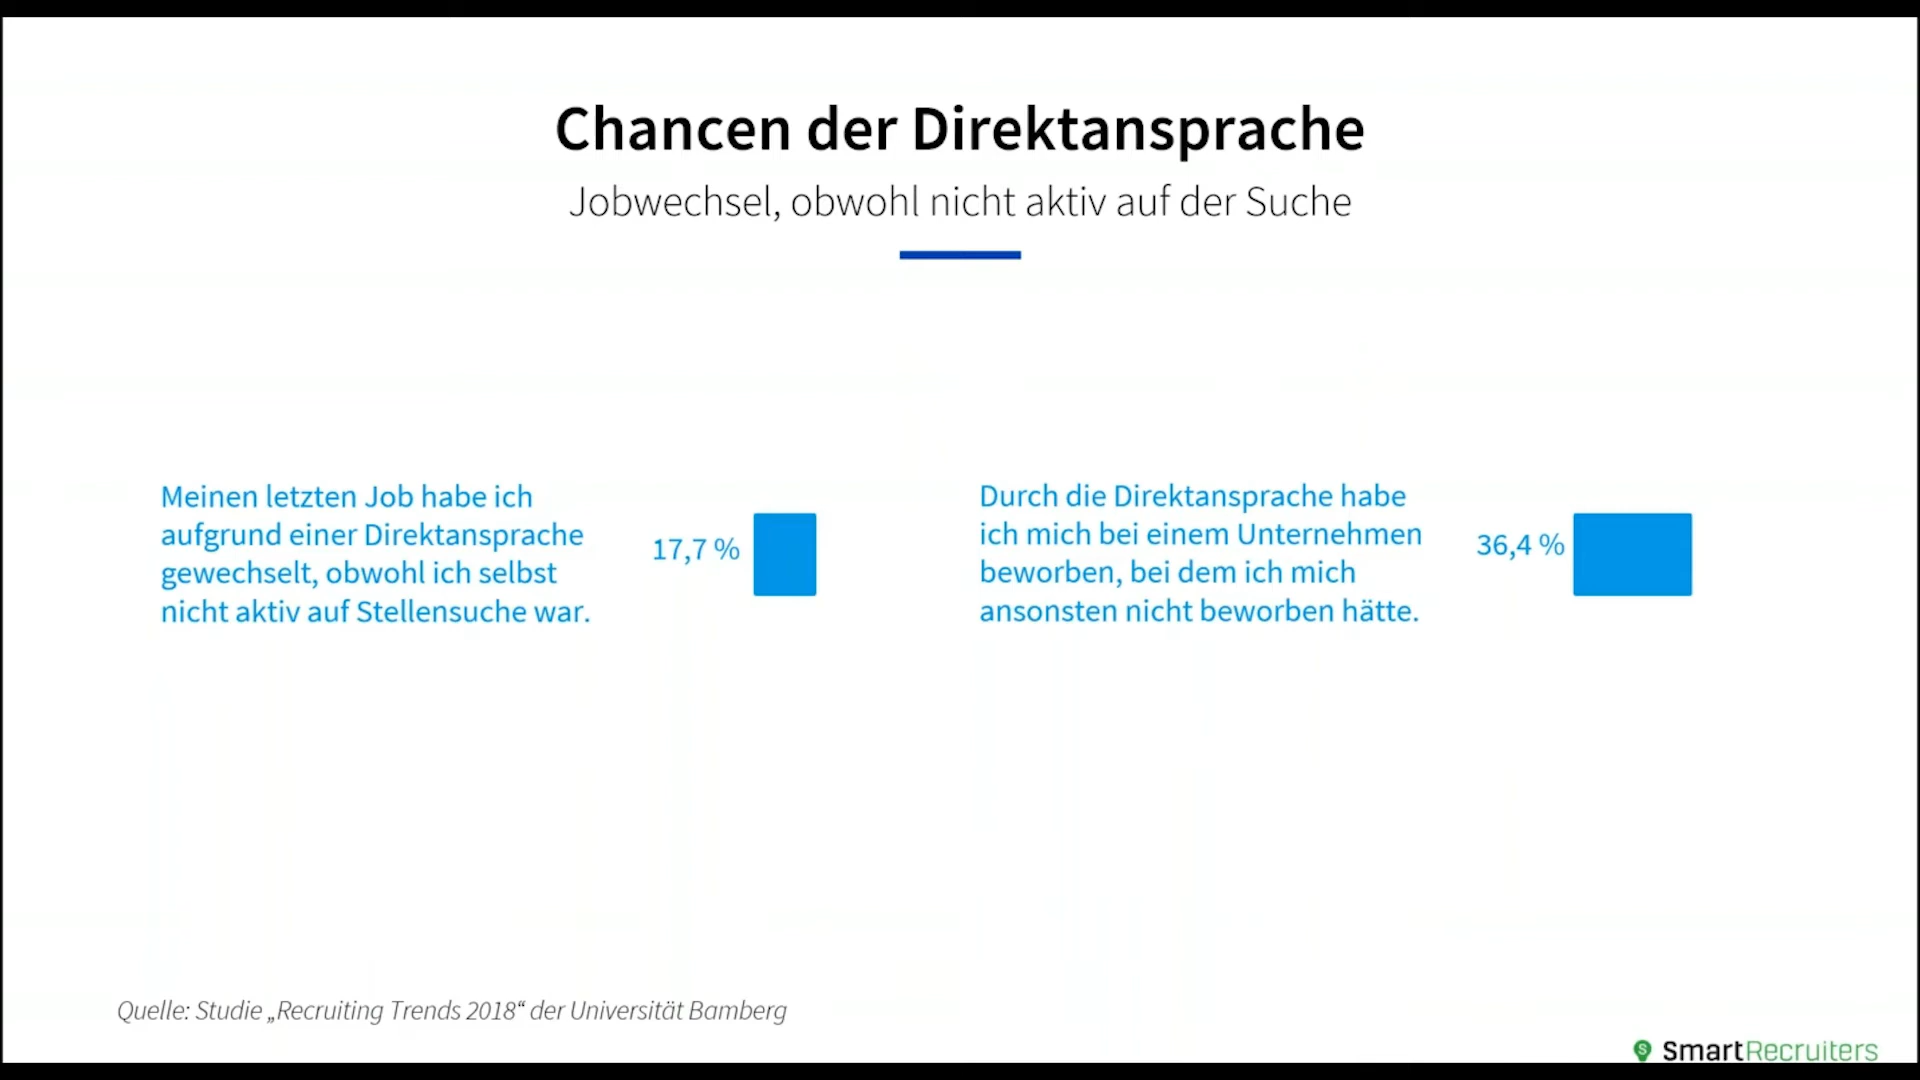 Chancen der Direktansprache
Jobwechsel, obwohl nicht aktiv auf der Suche
Meinen letzten Job habe ich
aufgrund einer Direktansprache
gewechselt, obwohl ich selbst
nicht aktiv auf Stellensuche war.
17,7 %
Durch die Direktansprache habe
ich mich bei einem Unternehmen
beworben, bei dem ich mich
ansonsten nicht beworben hätte.
36,4 %
Quelle: Studie „Recruiting Trends 2018“ der Universität Bamberg
SmartRecruiters